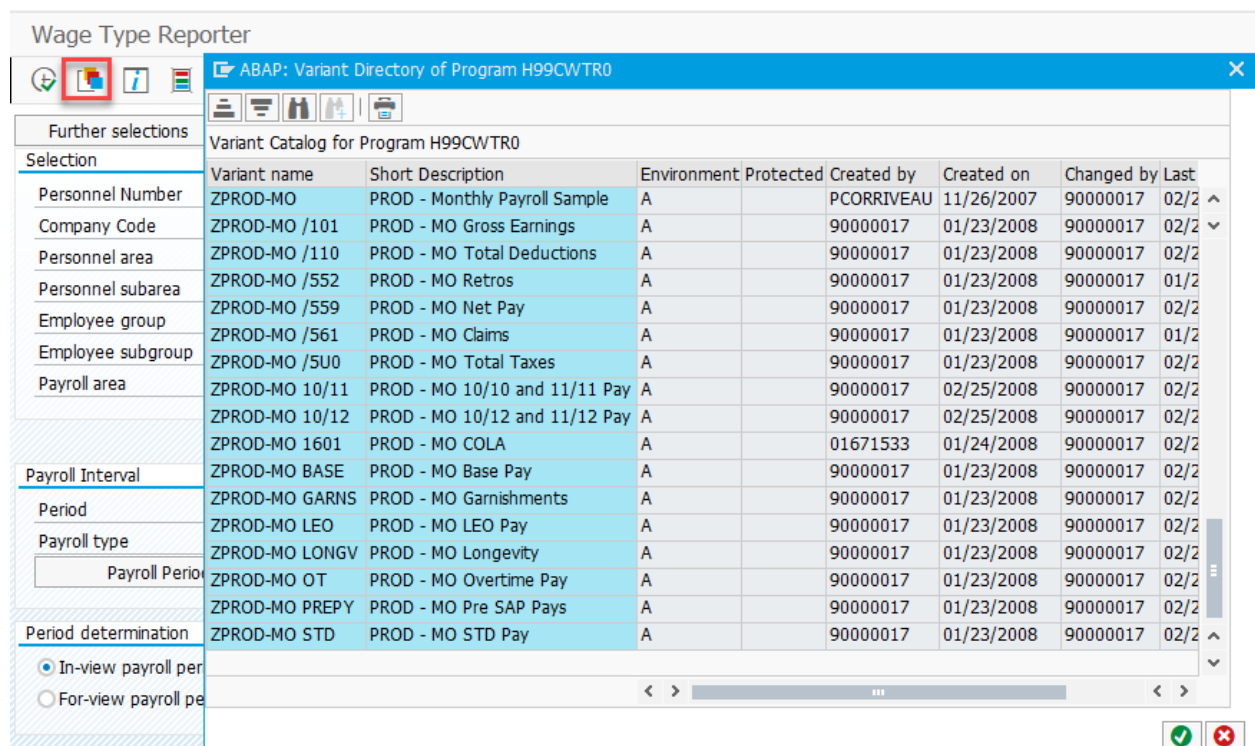 Wage Type Reporter
ABAP: Variant Directory of Program H99CWTR0
Further selections
Selection
Personnel Number
Company Code
Personnel area
Personnel subarea
Employee group
Employee subgroup
Payroll area
Payroll Interval
Period
Payroll type
Payroll Perio
Period determination
In-view payroll per
For-view payroll pe
Variant Catalog for Program H99CWTR0
Variant name Short Description Environment Protected Created by Created on Changed by Last
ZPROD-MO PROD - Monthly Payroll Sample A PCORRIVEAU 11/26/2007 90000017 02/2
ZPROD-MO /101 PROD - MO Gross Earnings A 90000017 01/23/2008 90000017 02/2
ZPROD-MO /110 PROD - MO Total Deductions A 90000017 01/23/2008 90000017 02/2
ZPROD-MO /552 PROD - MO Retros A 90000017 01/23/2008 90000017 01/2
ZPROD-MO /559 PROD - MO Net Pay A 90000017 01/23/2008 90000017 02/2
ZPROD-MO /561 PROD - MO Claims A 90000017 01/23/2008 90000017 01/2
ZPROD-MO /5U0 PROD - MO Total Taxes A 90000017 01/23/2008 90000017 02/2
ZPROD-MO 10/11 PROD - MO 10/10 and 11/11 Pay A 90000017 02/25/2008 90000017 02/2
ZPROD-MO 10/12 PROD - MO 10/12 and 11/12 Pay A 90000017 02/25/2008 90000017 02/2
ZPROD-MO 1601 PROD - MO COLA A 01671533 01/24/2008 90000017 02/2
ZPROD-MO BASE PROD - MO Base Pay A 90000017 01/23/2008 90000017 02/2
ZPROD-MO GARNS PROD - MO Garnishments A 90000017 01/23/2008 90000017 02/2
ZPROD-MO LEO PROD - MO LEO Pay A 90000017 01/23/2008 90000017 02/2
ZPROD-MO LONGV PROD - MO Longevity A 90000017 01/23/2008 90000017 02/2
ZPROD-MO OT PROD - MO Overtime Pay A 90000017 01/23/2008 90000017 02/2
ZPROD-MO PREPY PROD - MO Pre SAP Pays A 90000017 01/23/2008 90000017 02/2
ZPROD-MO STD PROD - MO STD Pay A 90000017 01/23/2008 90000017 02/2